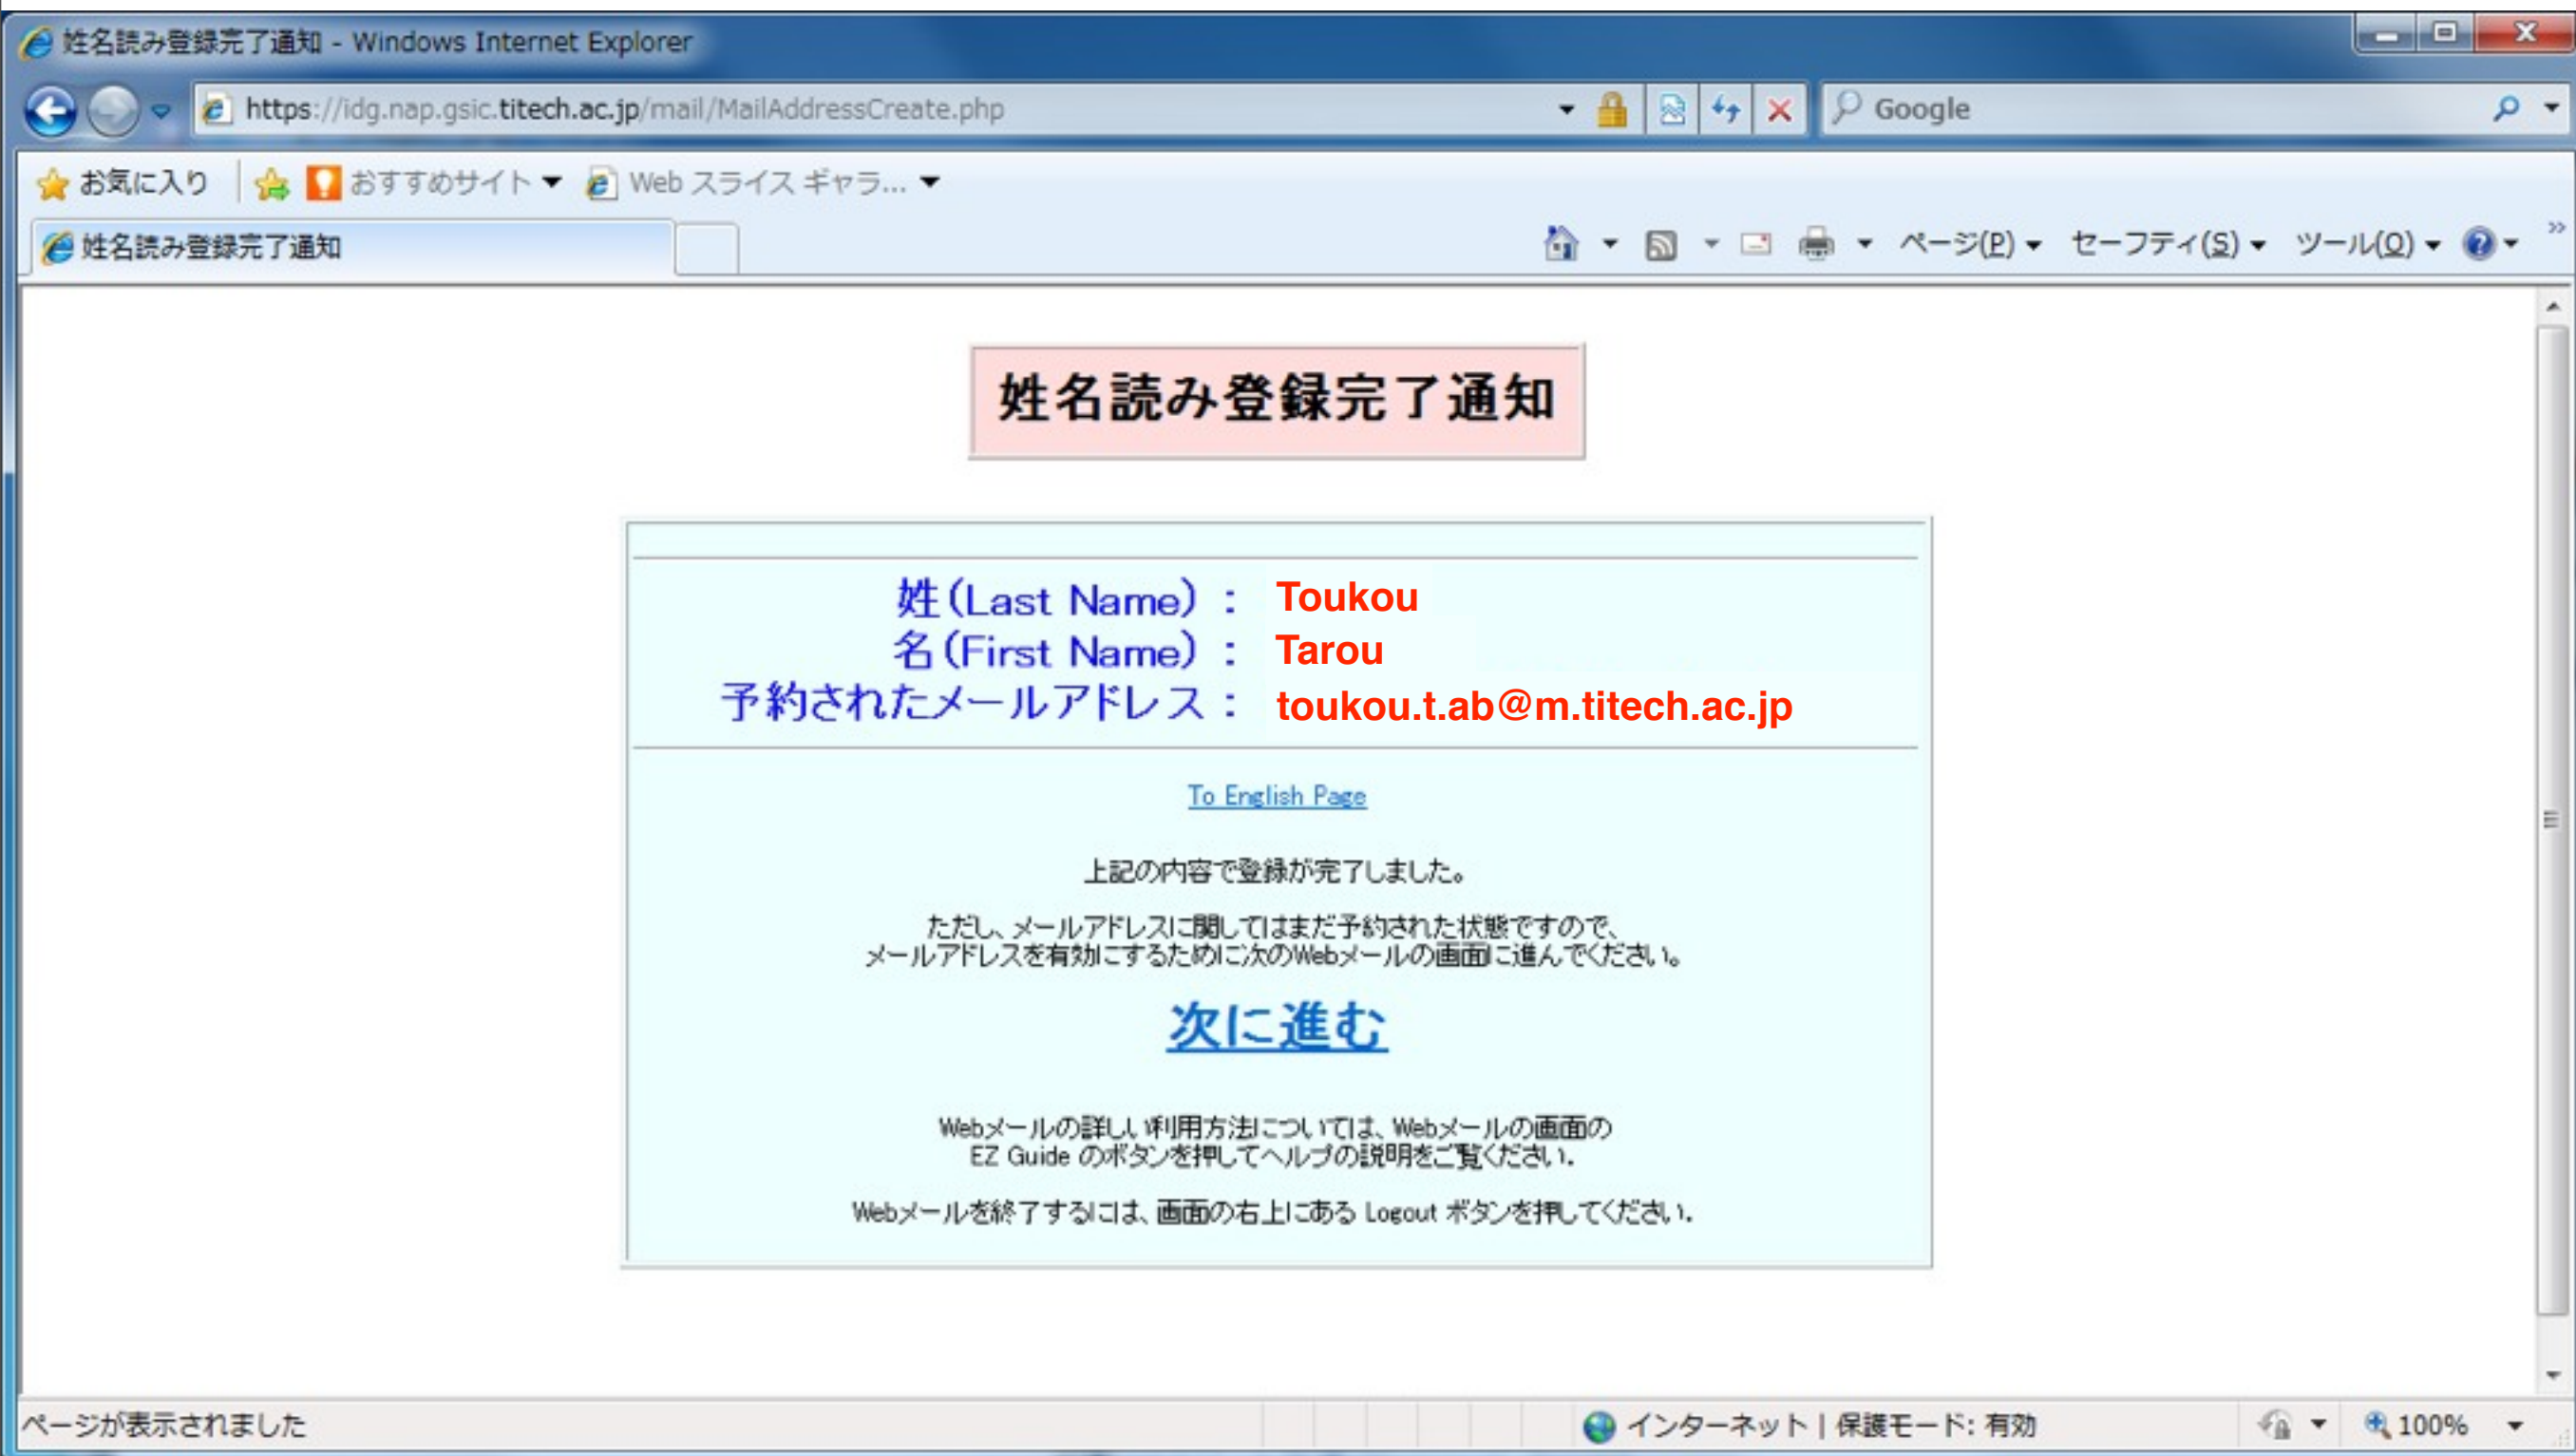 姓名読み登録完了通知 - Windows Internet Explorer
https://idg.nap.gsic.titech.ac.jp/mail/MailAddressCreate.php
Google
お気に入り おすすめサイト Web スライス ギャラ...
姓名読み登録完了通知
ページ(P) セーフティ(S) ツール(O)
姓名読み登録完了通知
姓(Last Name) : Toukou
名(First Name) : Tarou
予約されたメールアドレス : toukou.t.ab@m.titech.ac.jp
To English Page
上記の内容で登録が完了しました。
ただし、メールアドレスに関してはまだ予約された状態ですので、
メールアドレスを有効にするために次のWebメールの画面に進んでください。
次に進む
Webメールの詳しい利用方法については、Webメールの画面の
EZ Guide のボタンを押してヘルプの説明をご覧ください.
Webメールを終了するには、画面の右上にある Logout ボタンを押してください.
ページが表示されました
インターネット | 保護モード: 有効
100%